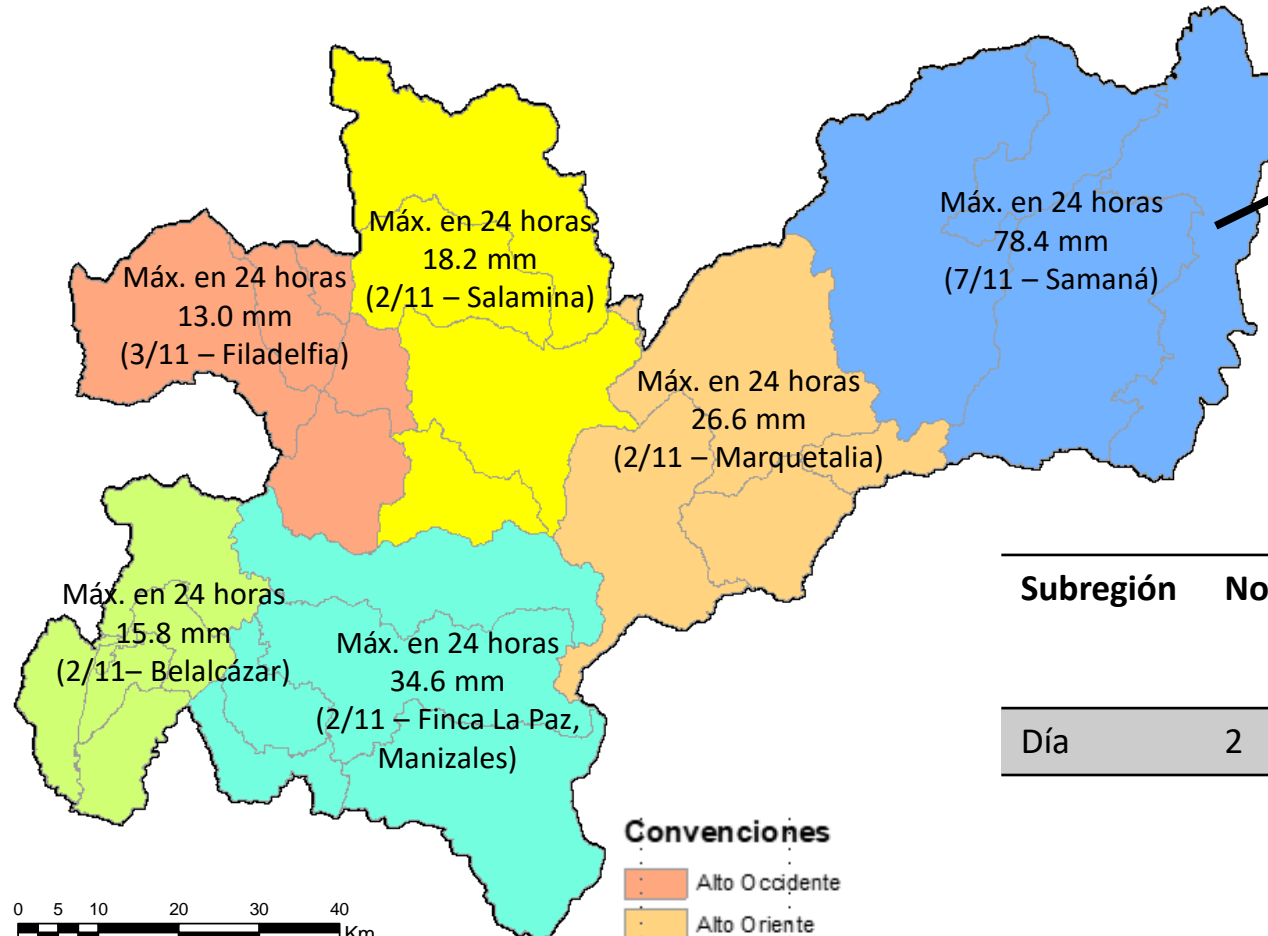 Máx. en 24 horas
78.4 mm
(7/11 – Samaná)
Máx. en 24 horas
18.2 mm
(2/11 – Salamina)
Máx. en 24 horas
13.0 mm
(3/11 – Filadelfia)
Máx. en 24 horas
26.6 mm
(2/11 – Marquetalia)
Máx. en 24 horas
15.8 mm
(2/11– Belalcázar)
Máx. en 24 horas
34.6 mm
(2/11 – Finca La Paz,
Manizales)
Subregión No
Día 2
Convenciones
Alto Occidente
Alto Oriente
0 5 10 20 30 40
Km